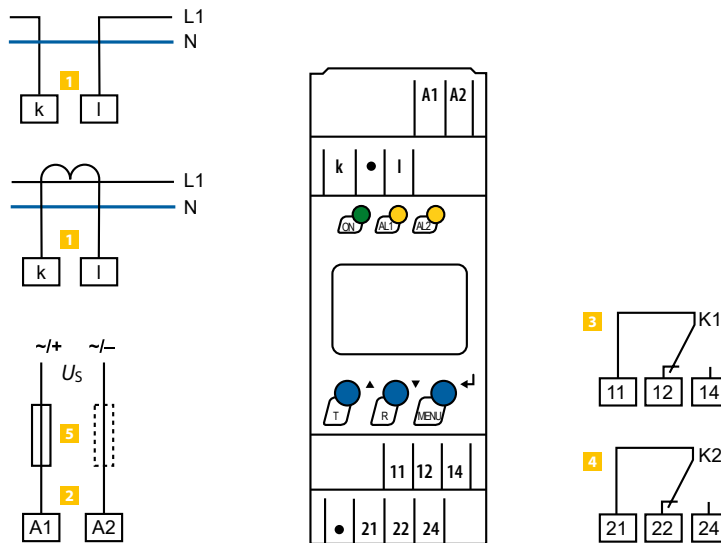 L1
N
1
k l
L1
N
1
k l
~/+ ~/–
US
5
2
A1 A2
A1 A2
k • l
ON AL1 AL2
T R MENU
11 12 14
• 21 22 24
3
K1
11 12 14
4
K2
21 22 24